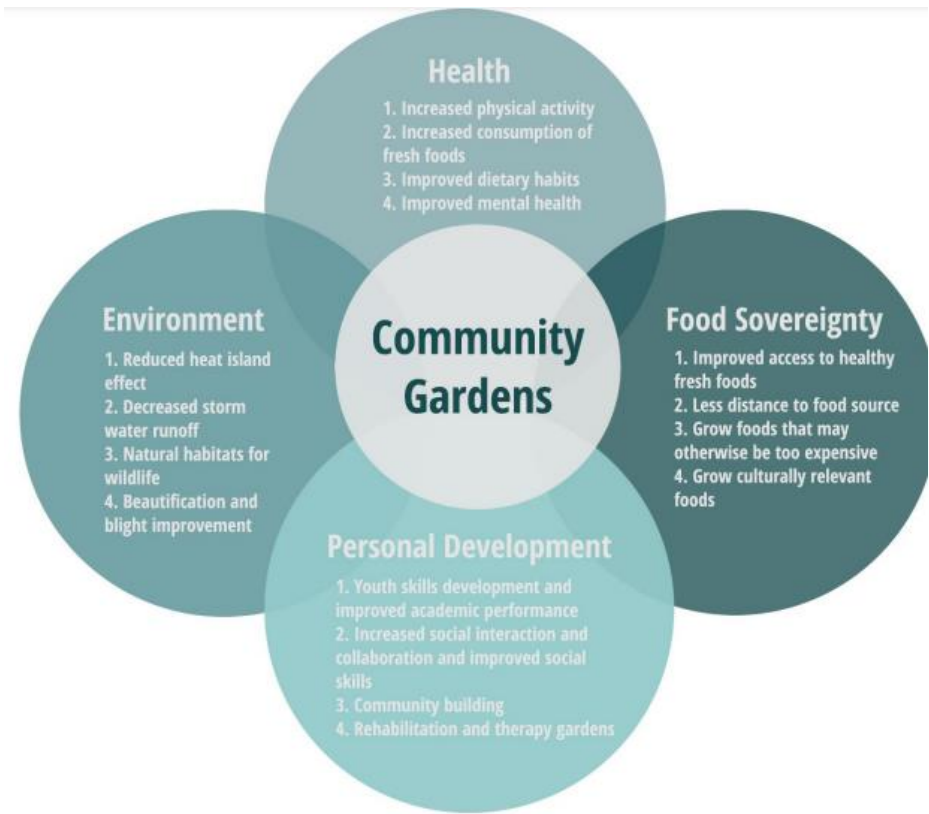 Health
1. Increased physical activity
2. Increased consumption of
fresh foods
3. Improved dietary habits
4. Improved mental health
Environment
1. Reduced heat island
effect
2. Decreased storm
water runoff
3. Natural habitats for
wildlife
4. Beautification and
blight improvement
Community
Gardens
Food Sovereignty
1. Improved access to healthy
fresh foods
2. Less distance to food source
3. Grow foods that may
otherwise be too expensive
4. Grow culturally relevant
foods
Personal Development
1. Youth skills development and
improved academic performance
2. Increased social interaction and
collaboration and improved social
skills
3. Community building
4. Rehabilitation and therapy gardens